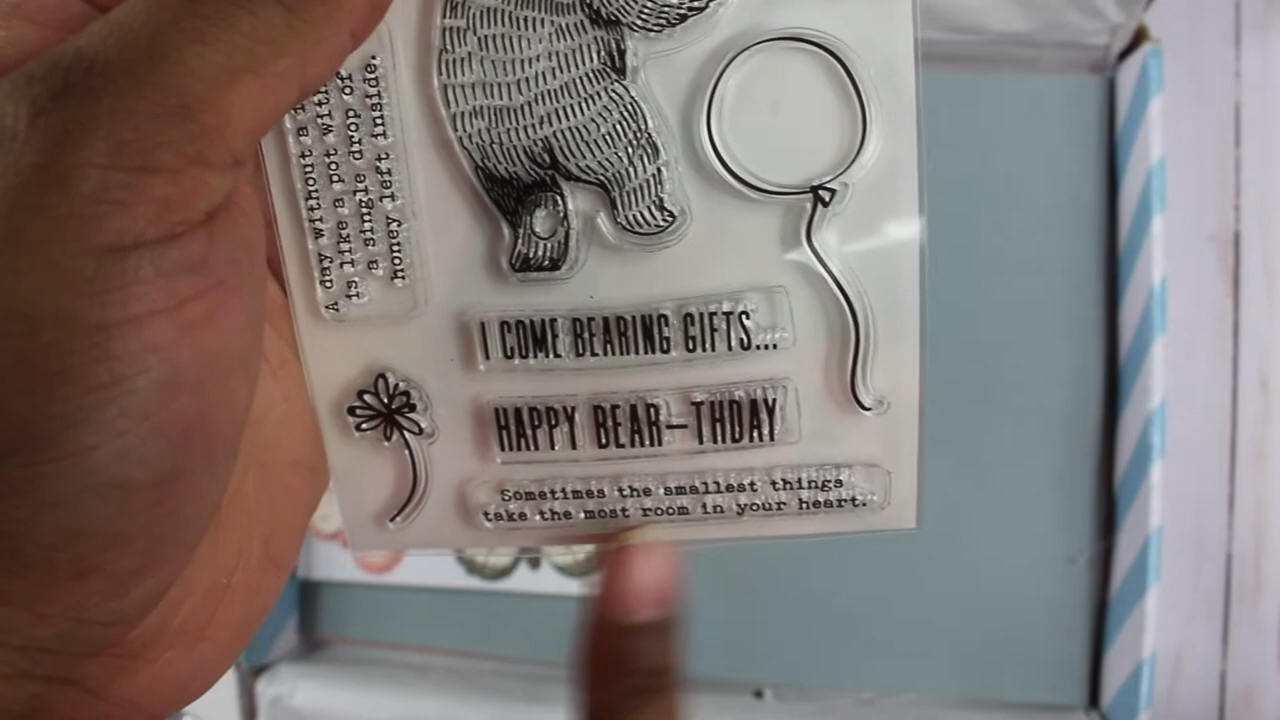 A day without a
is like a pot with
a single drop of
honey left inside.
I COME BEARING GIFTS...
HAPPY BEAR–THDAY
Sometimes the smallest things
take the most room in your heart.